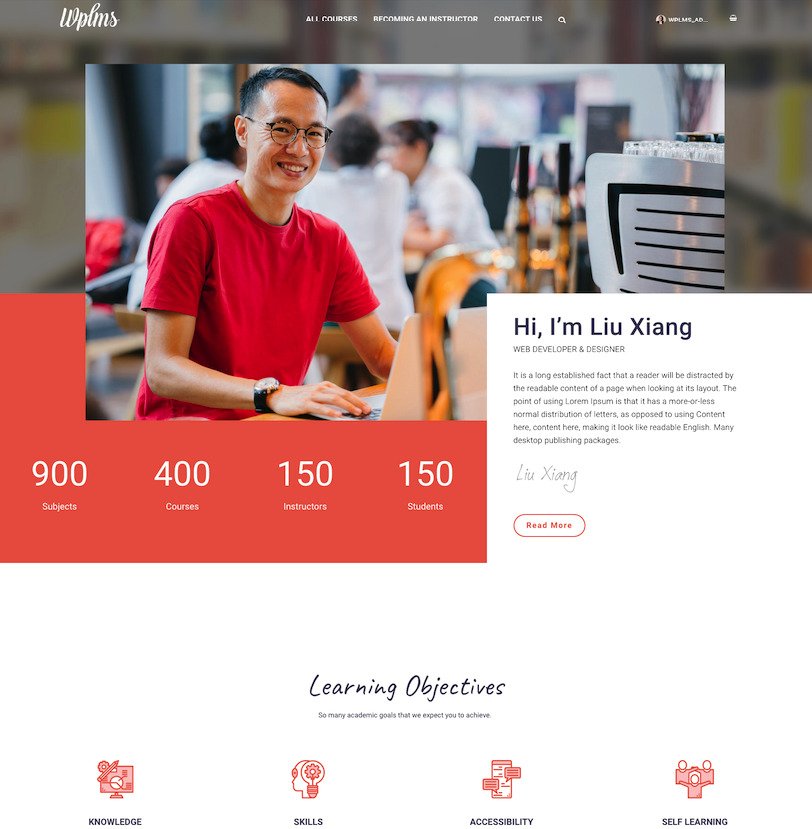 Wplms
ALL COURSES BECOMING AN INSTRUCTOR CONTACT US
WPLMS_AD...
Hi, I’m Liu Xiang
WEB DEVELOPER & DESIGNER
It is a long established fact that a reader will be distracted by
the readable content of a page when looking at its layout. The
point of using Lorem Ipsum is that it has a more-or-less
normal distribution of letters, as opposed to using Content
here, content here, making it look like readable English. Many
desktop publishing packages.
Liu Xiang
Read More
900 400 150 150
Subjects Courses Instructors Students
Learning Objectives
So many academic goals that we expect you to achieve.
KNOWLEDGE SKILLS ACCESSIBILITY SELF LEARNING